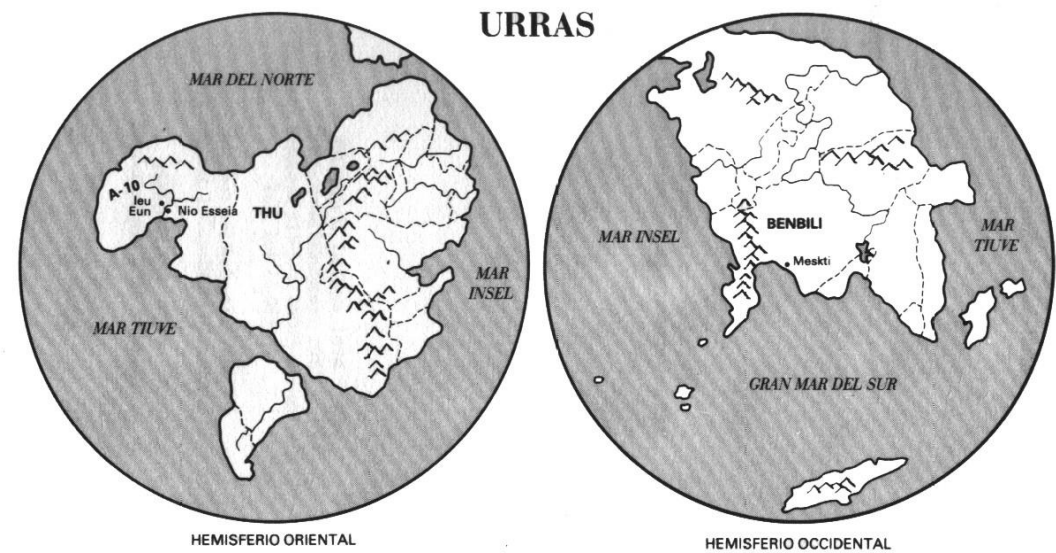 URRAS
MAR DEL NORTE
A-10
Ieu
Eun
Nio Esseia
THU
MAR
INSEL
MAR TIUVE
HEMISFERIO ORIENTAL
MAR INSEL
BENBILI
Meskti
MAR
TIUVE
GRAN MAR DEL SUR
HEMISFERIO OCCIDENTAL